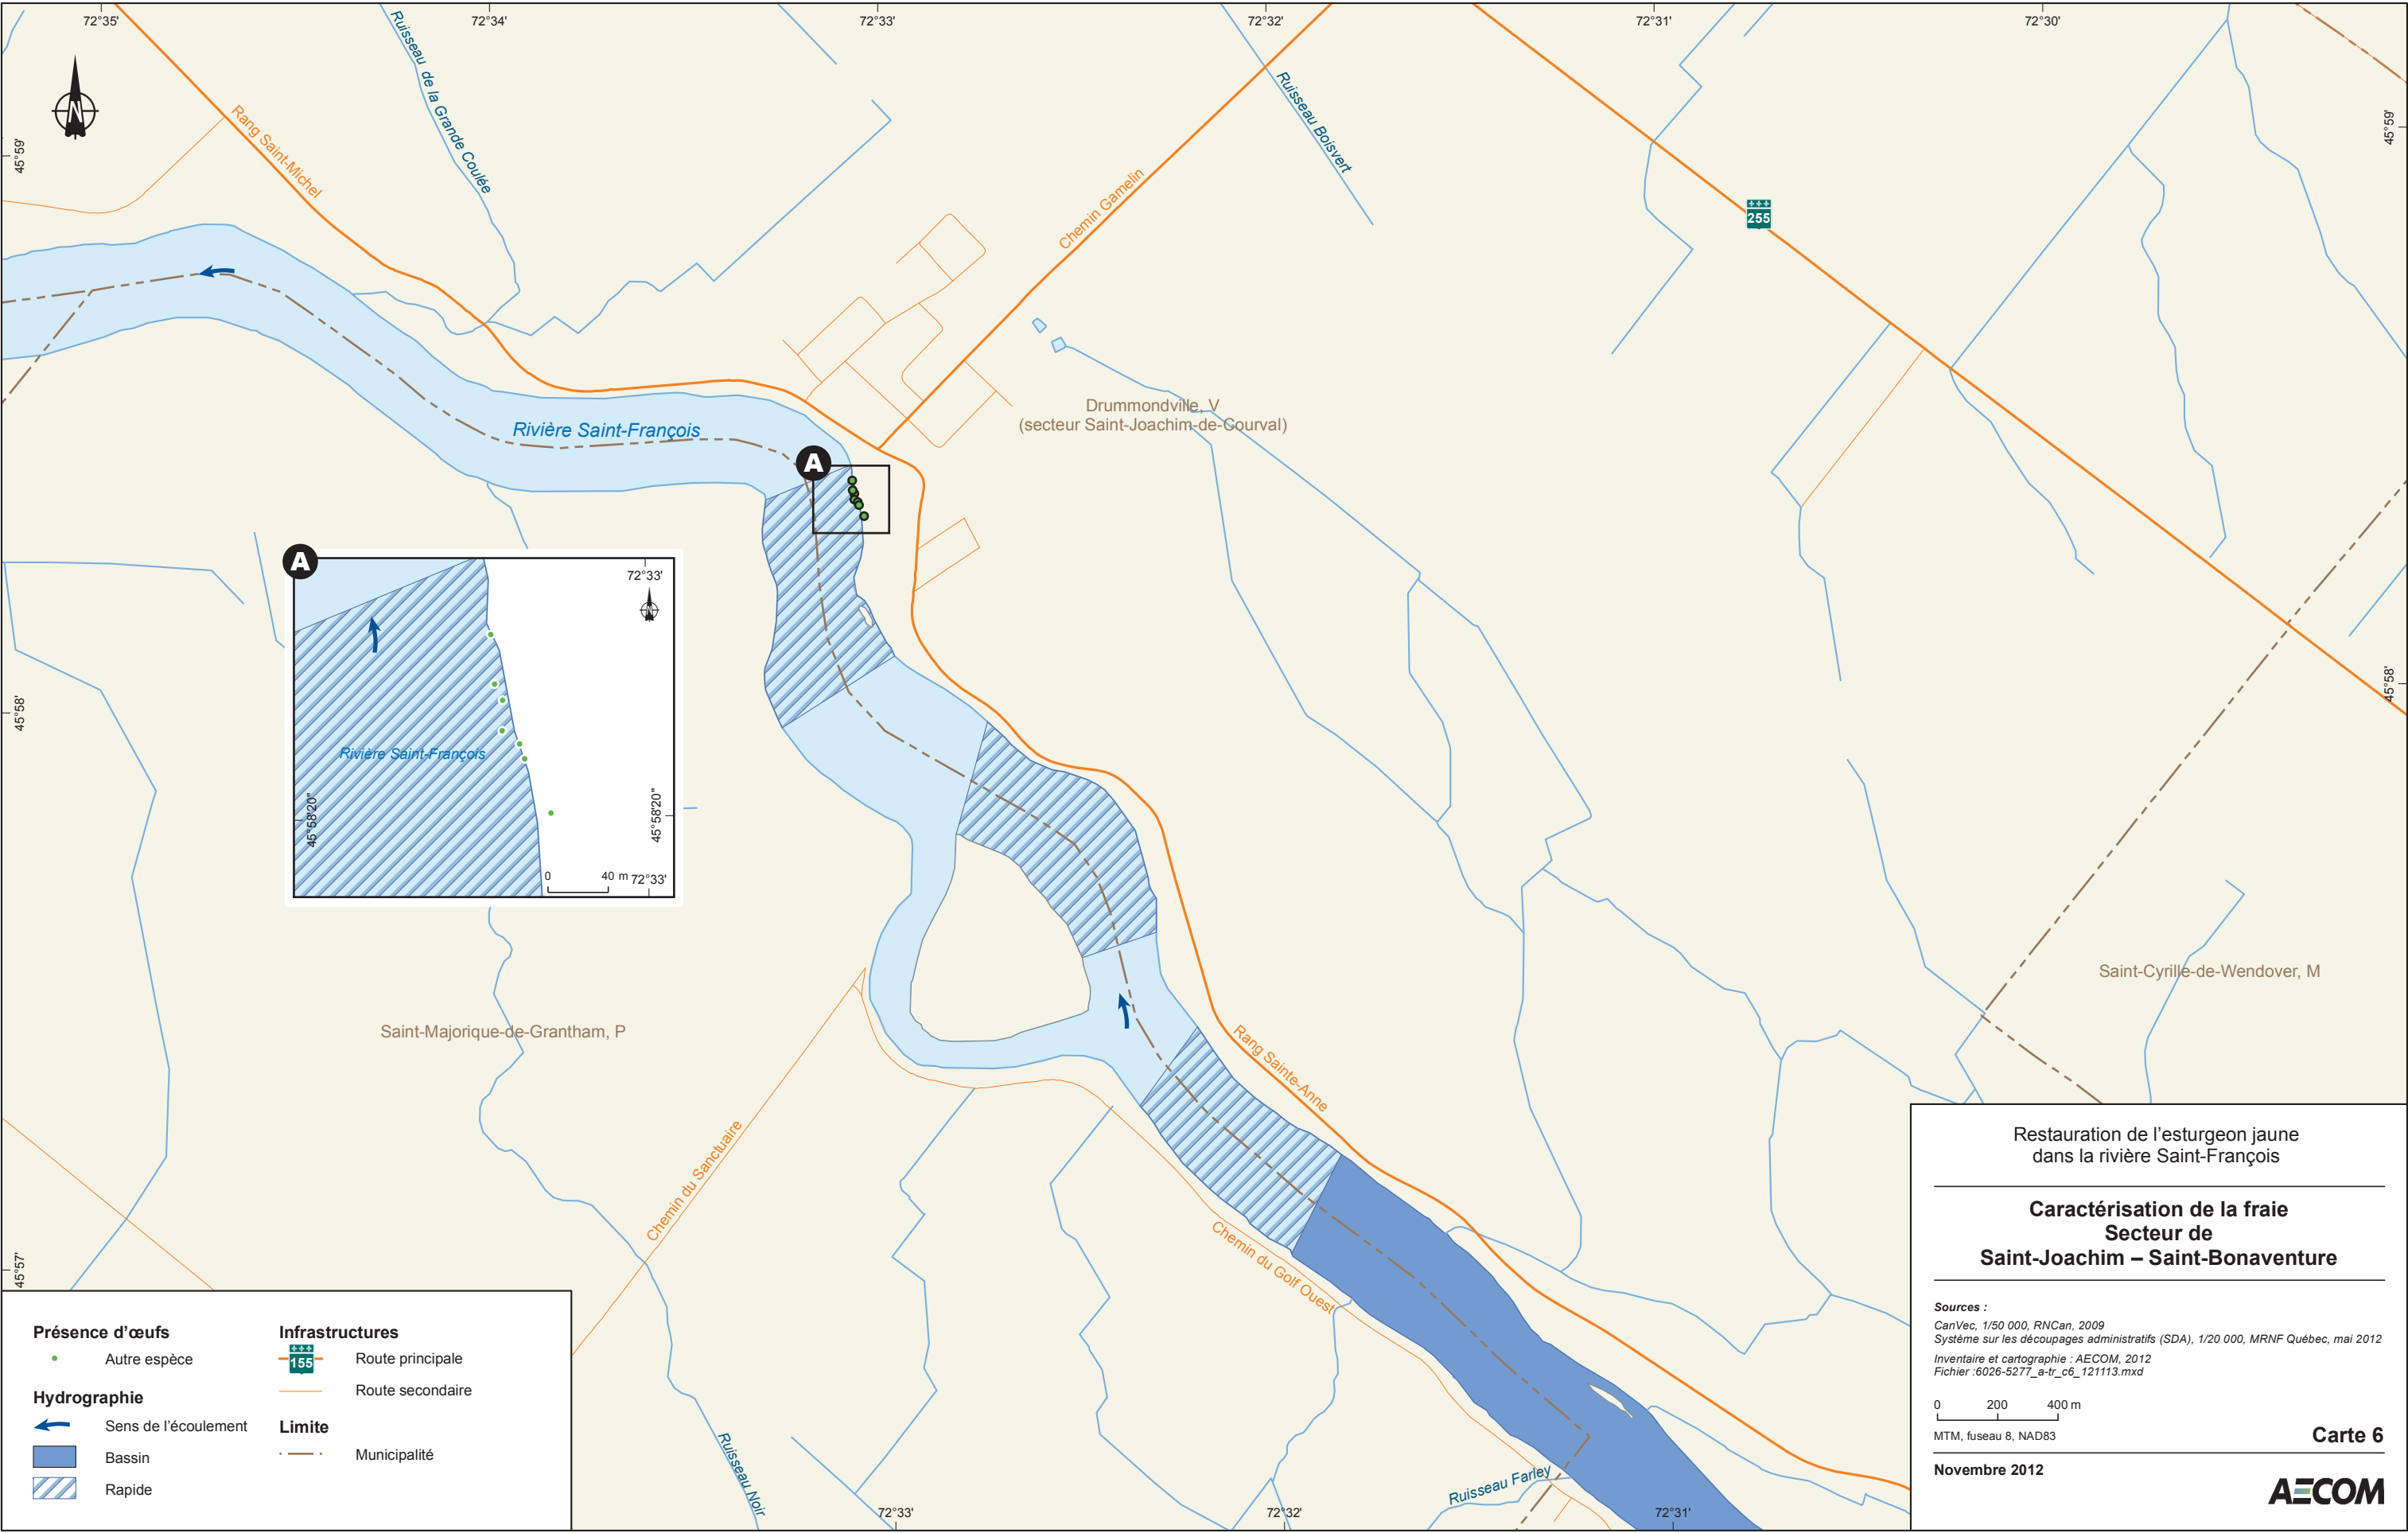 72°35'
72°34'
72°33'
72°32'
72°31'
72°30'
45°59'
45°59'
N
Rang Saint-Michel
Ruisseau de la Grande Coulée
Ruisseau Boisvert
Chemin Gamelin
255
Rivière Saint-François
Drummondville, V
(secteur Saint-Joachim-de-Courval)
A
A
72°33'
Rivière Saint-François
45°58'20"
45°58'20"
0 40 m
72°33'
45°58'
45°58'
Saint-Cyrille-de-Wendover, M
Saint-Majorique-de-Grantham, P
Rang Sainte-Anne
Chemin du Sanctuaire
Chemin du Golf Ouest
45°57'
Ruisseau Noir
Ruisseau Farley
72°33'
72°32'
72°31'
Présence d'œufs
Autre espèce
Hydrographie
Sens de l'écoulement
Bassin
Rapide
Infrastructures
155
Route principale
Route secondaire
Limite
Municipalité
Restauration de l'esturgeon jaune
dans la rivière Saint-François
Caractérisation de la fraie
Secteur de
Saint-Joachim – Saint-Bonaventure
Sources :
CanVec, 1/50 000, RNCan, 2009
Système sur les découpages administratifs (SDA), 1/20 000, MRNF Québec, mai 2012
Inventaire et cartographie : AECOM, 2012
Fichier :6026-5277_a-tr_c6_121113.mxd
0 200 400 m
MTM, fuseau 8, NAD83
Carte 6
Novembre 2012
AECOM